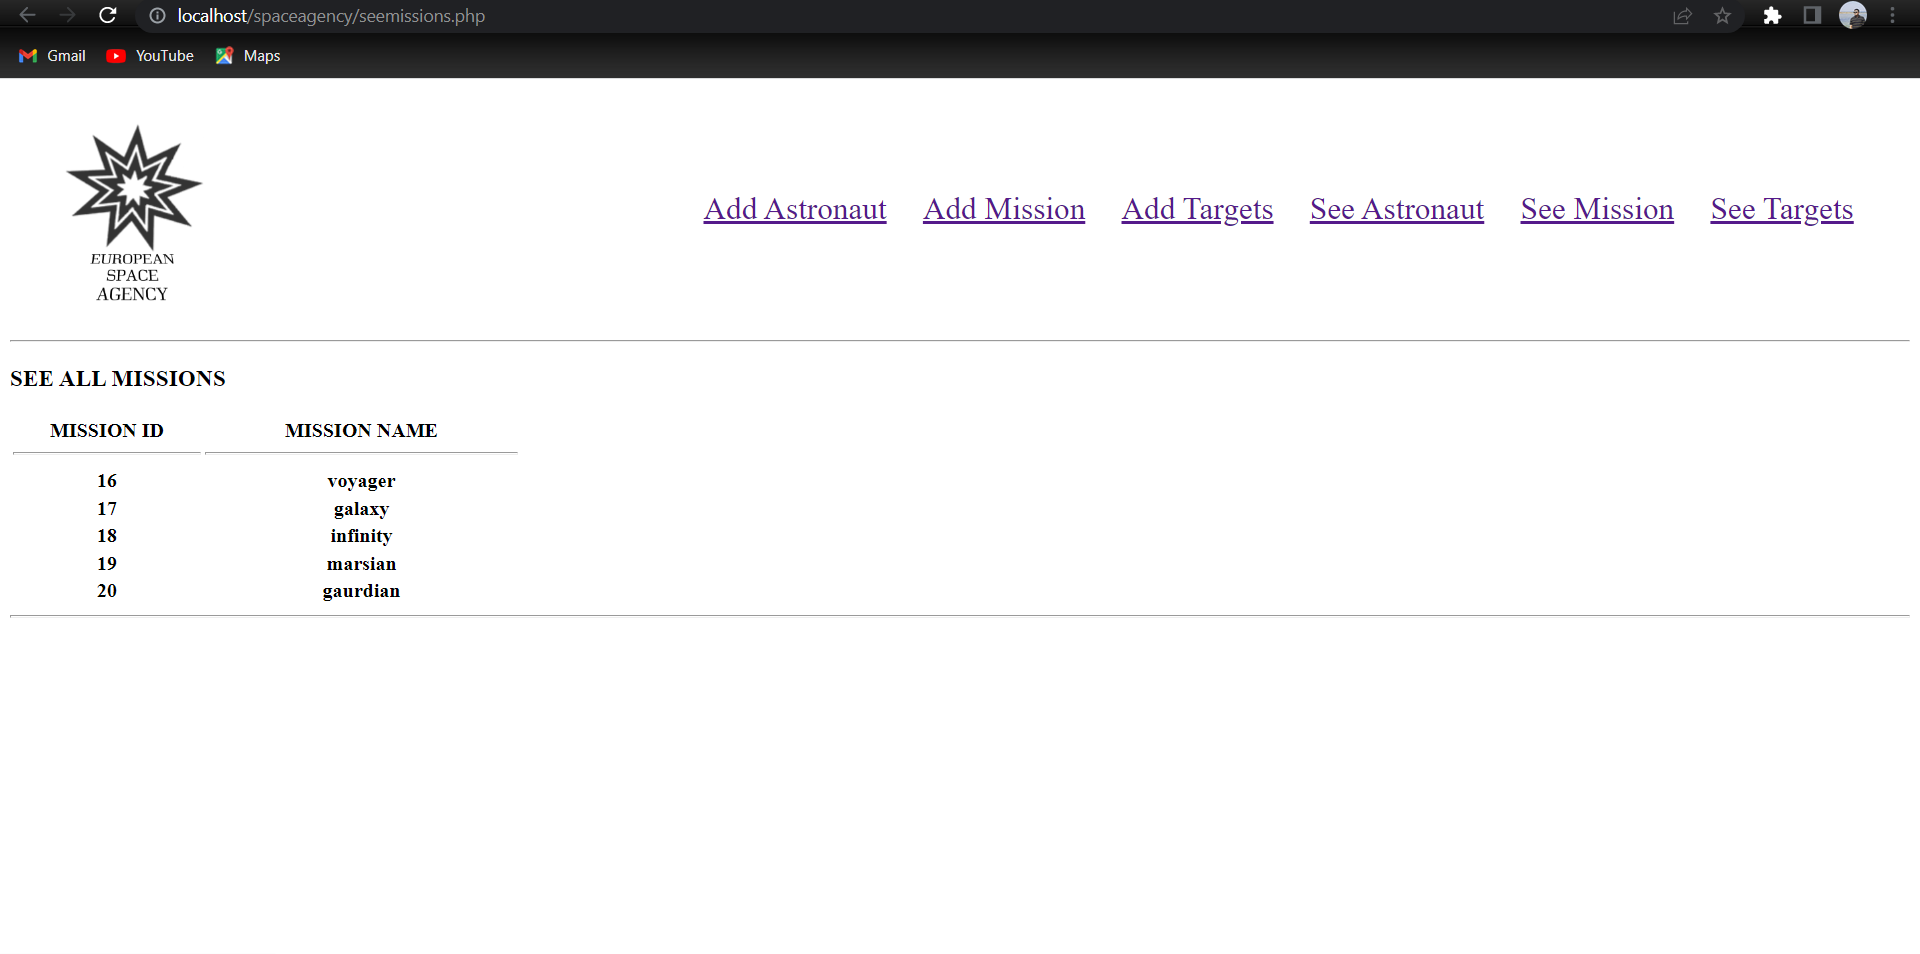 localhost/spaceagency/seemissions.php
Gmail YouTube Maps
EUROPEAN
SPACE
AGENCY
Add Astronaut Add Mission Add Targets See Astronaut See Mission See Targets
SEE ALL MISSIONS
MISSION ID MISSION NAME
16 voyager
17 galaxy
18 infinity
19 marsian
20 gaurdian